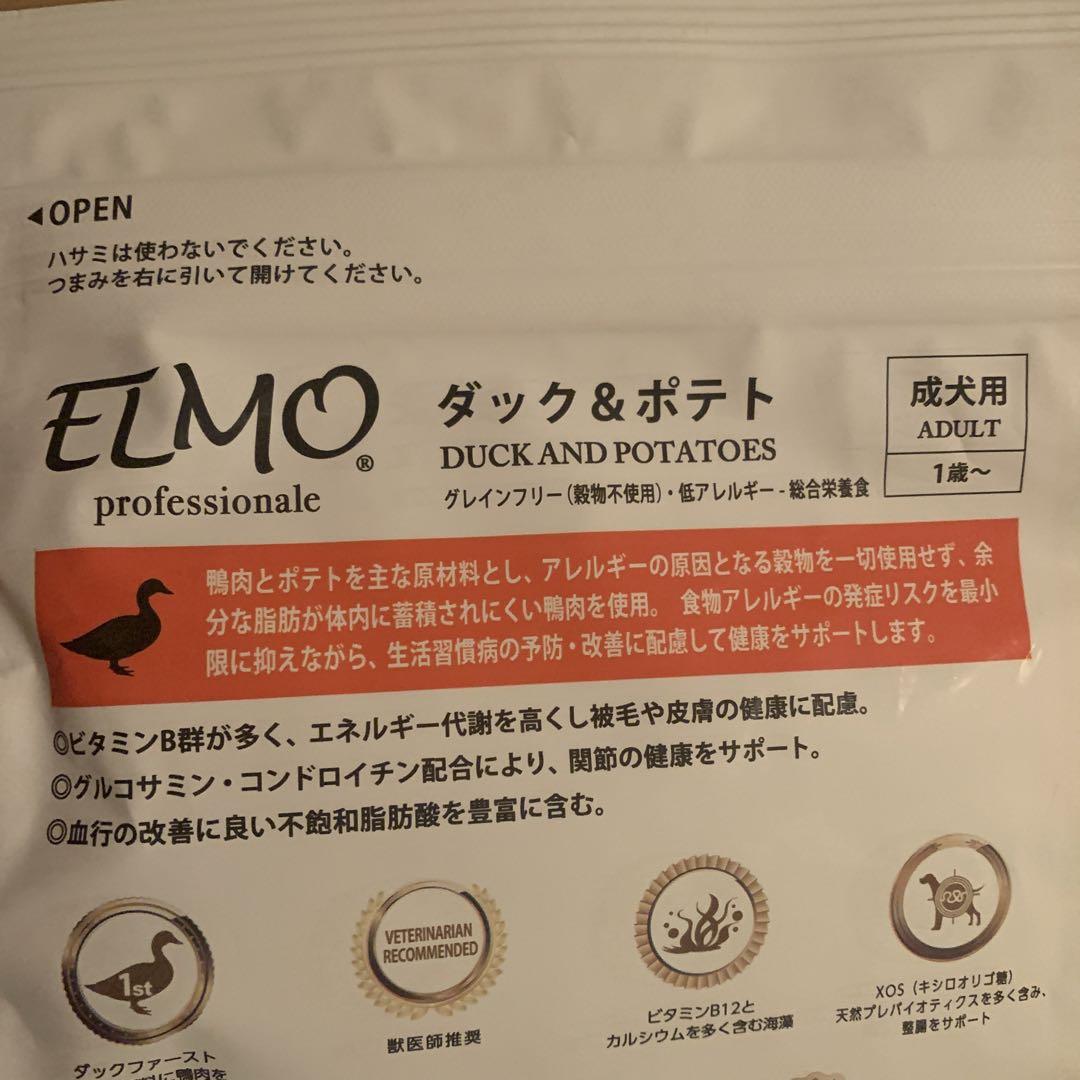 ◀OPEN
ハサミは使わないでください。
つまみを右に引いて開けてください。
ELMO®
professionale
ダック&ポテト
DUCK AND POTATOES
グレインフリー(穀物不使用)・低アレルギー - 総合栄養食
成犬用
ADULT
1歳〜
鴨肉とポテトを主な原材料とし、アレルギーの原因となる穀物を一切使用せず、余
分な脂肪が体内に蓄積されにくい鴨肉を使用。 食物アレルギーの発症リスクを最小
限に抑えながら、生活習慣病の予防・改善に配慮して健康をサポートします。
◎ビタミンB群が多く、エネルギー代謝を高くし被毛や皮膚の健康に配慮。
◎グルコサミン・コンドロイチン配合により、関節の健康をサポート。
◎血行の改善に良い不飽和脂肪酸を豊富に含む。
1st
ダックファースト
に鴨肉を
VETERINARIAN
RECOMMENDED
獣医師推奨
ビタミンB12と
カルシウムを多く含む海藻
XOS(キシロオリゴ糖)
天然プレバイオティクスを多く含み、
整腸をサポート